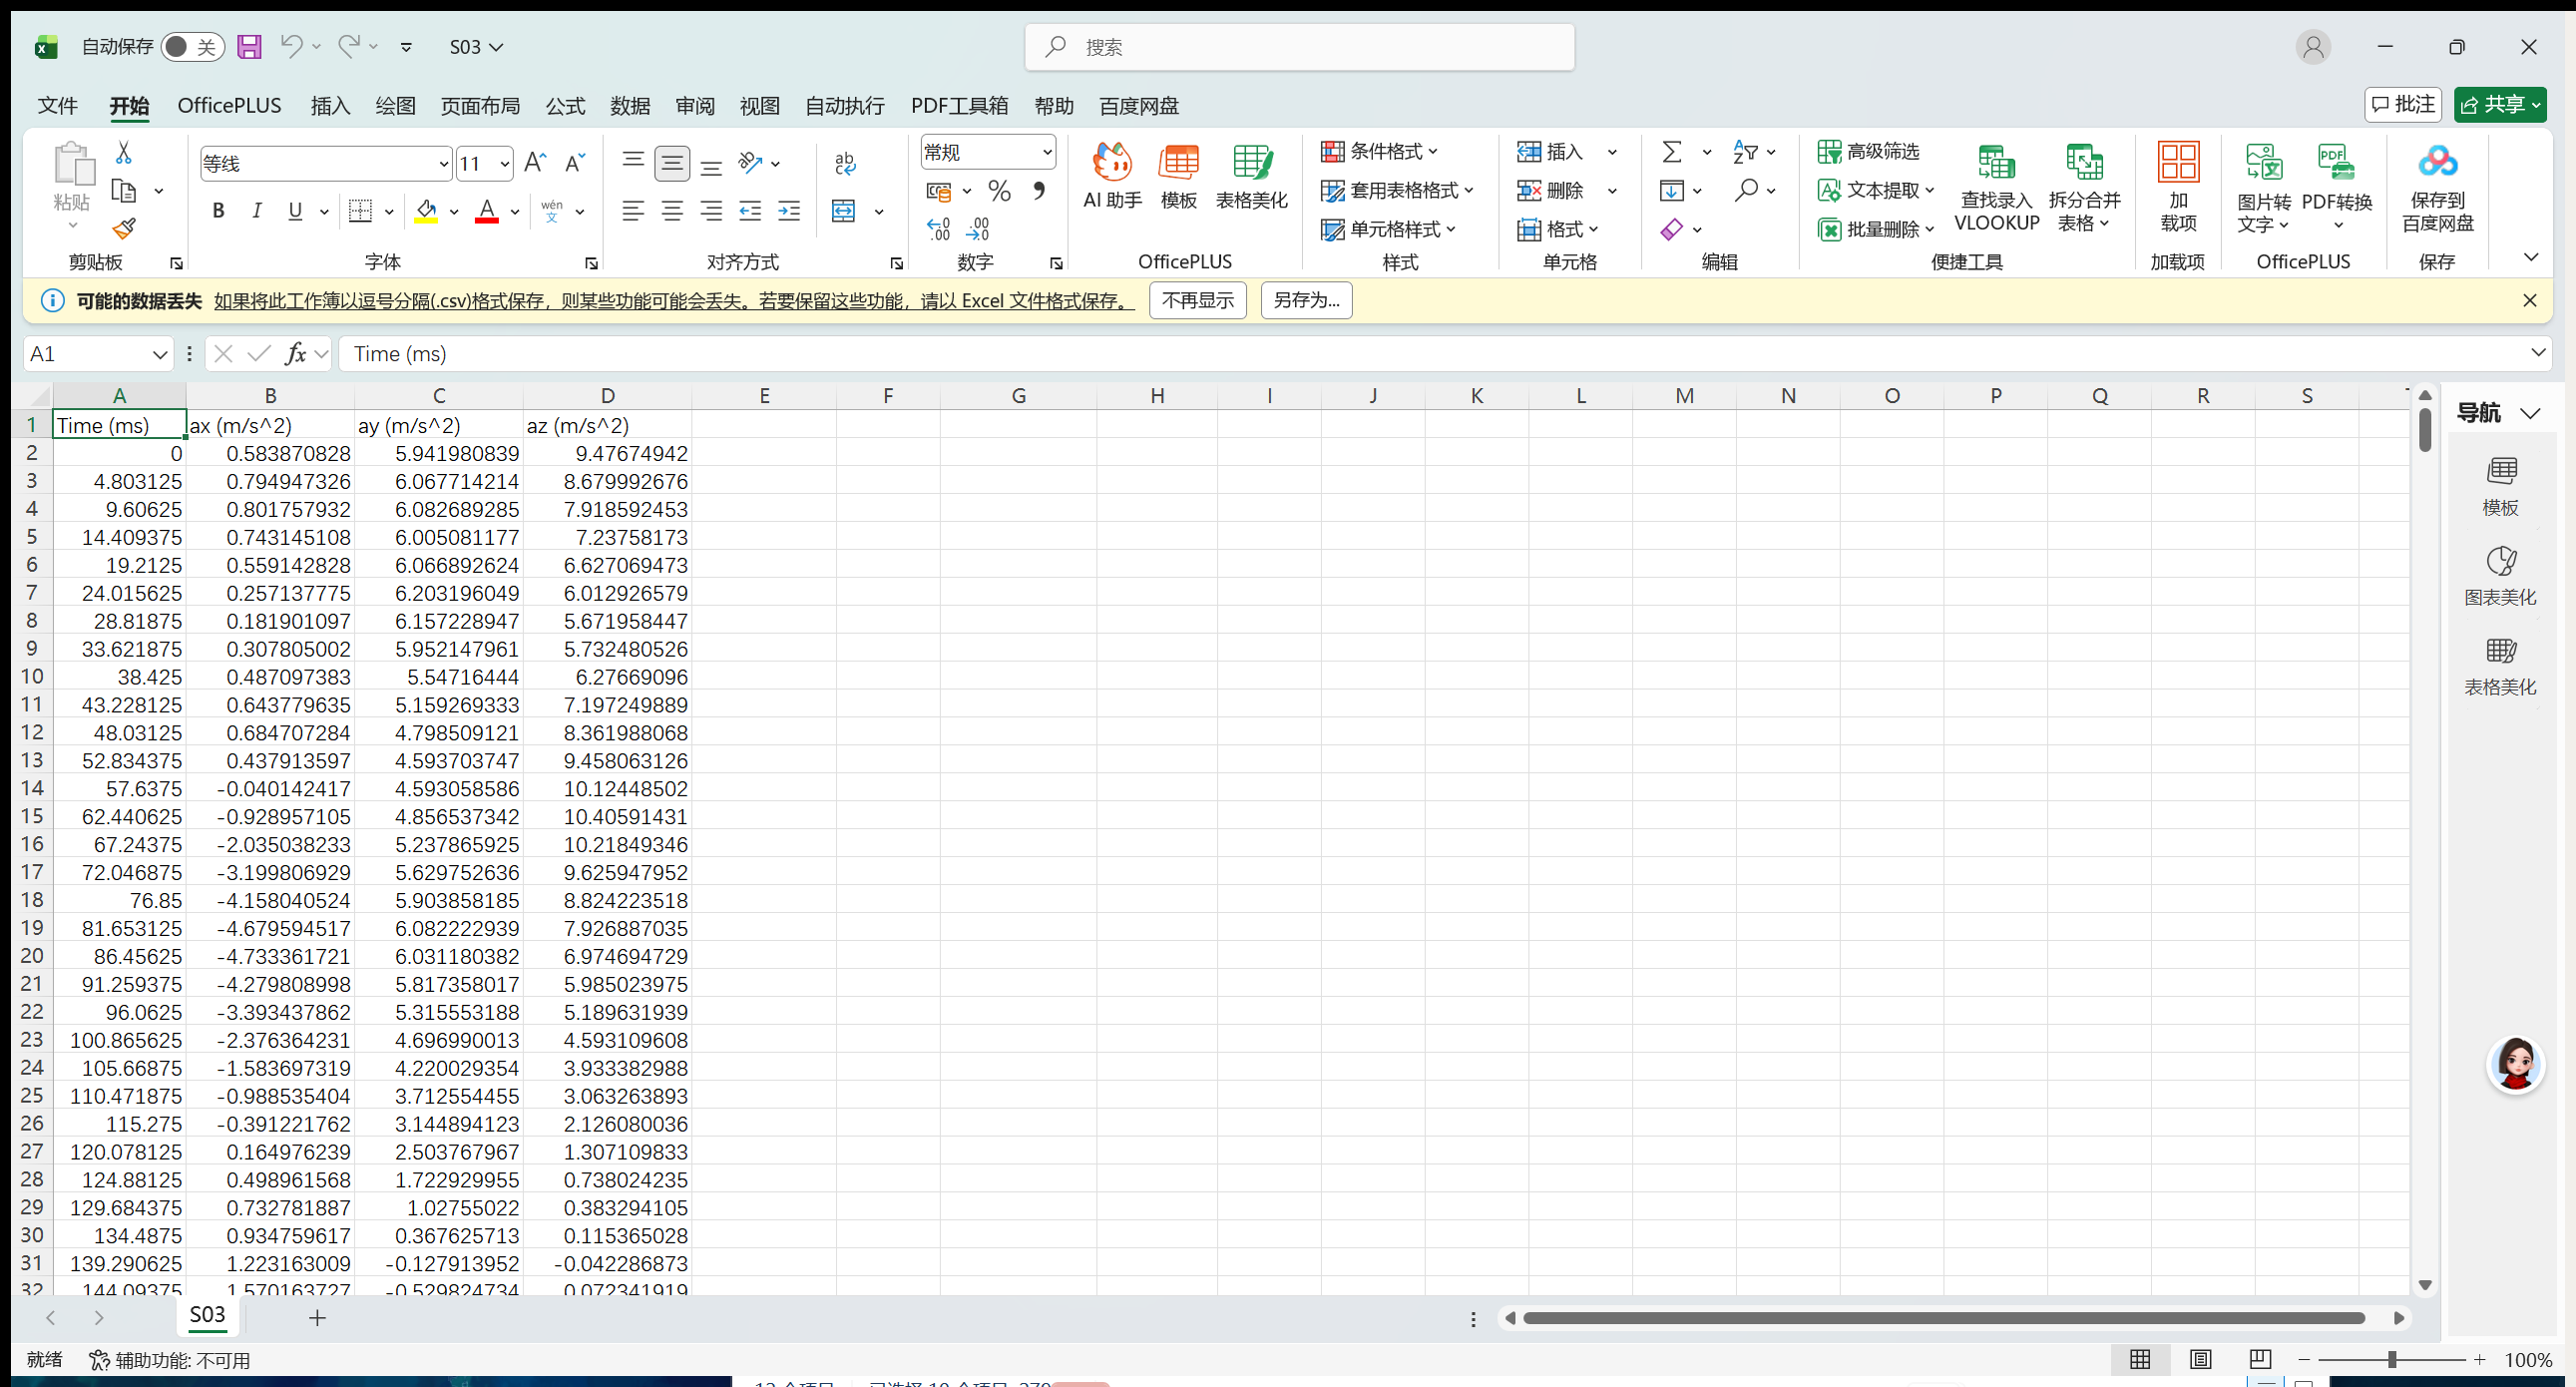 自动保存 关 S03 搜索
文件 开始 OfficePLUS 插入 绘图 页面布局 公式 数据 审阅 视图 自动执行 PDF工具箱 帮助 百度网盘 批注 共享
粘贴 等线 11 常规 AI 助手 模板 表格美化 条件格式 套用表格格式 单元格样式 插入 删除 格式 高级筛选 文本提取 批量删除 查找录入 VLOOKUP 拆分合并 表格 加 载项 图片转 文字 PDF转换 保存到 百度网盘
剪贴板 字体 对齐方式 数字 OfficePLUS 样式 单元格 编辑 便捷工具 加载项 OfficePLUS 保存
可能的数据丢失 如果将此工作簿以逗号分隔(.csv)格式保存，则某些功能可能会丢失。若要保留这些功能，请以 Excel 文件格式保存。 不再显示 另存为...
A1 fx Time (ms)
A B C D E F G H I J K L M N O P Q R S
1 Time (ms) ax (m/s^2) ay (m/s^2) az (m/s^2)
2 0 0.583870828 5.941980839 9.47674942
3 4.803125 0.794947326 6.067714214 8.679992676
4 9.60625 0.801757932 6.082689285 7.918592453
5 14.409375 0.743145108 6.005081177 7.23758173
6 19.2125 0.559142828 6.066892624 6.627069473
7 24.015625 0.257137775 6.203196049 6.012926579
8 28.81875 0.181901097 6.157228947 5.671958447
9 33.621875 0.307805002 5.952147961 5.732480526
10 38.425 0.487097383 5.54716444 6.27669096
11 43.228125 0.643779635 5.159269333 7.197249889
12 48.03125 0.684707284 4.798509121 8.361988068
13 52.834375 0.437913597 4.593703747 9.458063126
14 57.6375 -0.040142417 4.593058586 10.12448502
15 62.440625 -0.928957105 4.856537342 10.40591431
16 67.24375 -2.035038233 5.237865925 10.21849346
17 72.046875 -3.199806929 5.629752636 9.625947952
18 76.85 -4.158040524 5.903858185 8.824223518
19 81.653125 -4.679594517 6.082222939 7.926887035
20 86.45625 -4.733361721 6.031180382 6.974694729
21 91.259375 -4.279808998 5.817358017 5.985023975
22 96.0625 -3.393437862 5.315553188 5.189631939
23 100.865625 -2.376364231 4.696990013 4.593109608
24 105.66875 -1.583697319 4.220029354 3.933382988
25 110.471875 -0.988535404 3.712554455 3.063263893
26 115.275 -0.391221762 3.144894123 2.126080036
27 120.078125 0.164976239 2.503767967 1.307109833
28 124.88125 0.498961568 1.722929955 0.738024235
29 129.684375 0.732781887 1.02755022 0.383294105
30 134.4875 0.934759617 0.367625713 0.115365028
31 139.290625 1.223163009 -0.127913952 -0.042286873
32 144.09375 1.570163727 -0.529824734 0.072341919
导航
模板
图表美化
表格美化
S03
就绪 辅助功能: 不可用 100%